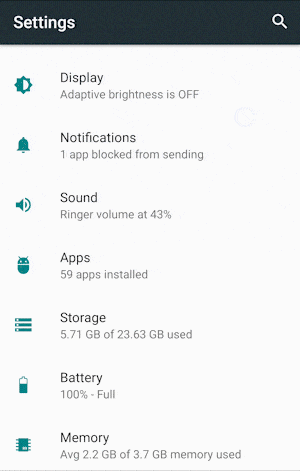 Settings
Display
Adaptive brightness is OFF
Notifications
1 app blocked from sending
Sound
Ringer volume at 43%
Apps
59 apps installed
Storage
5.71 GB of 23.63 GB used
Battery
100% - Full
Memory
Avg 2.2 GB of 3.7 GB memory used